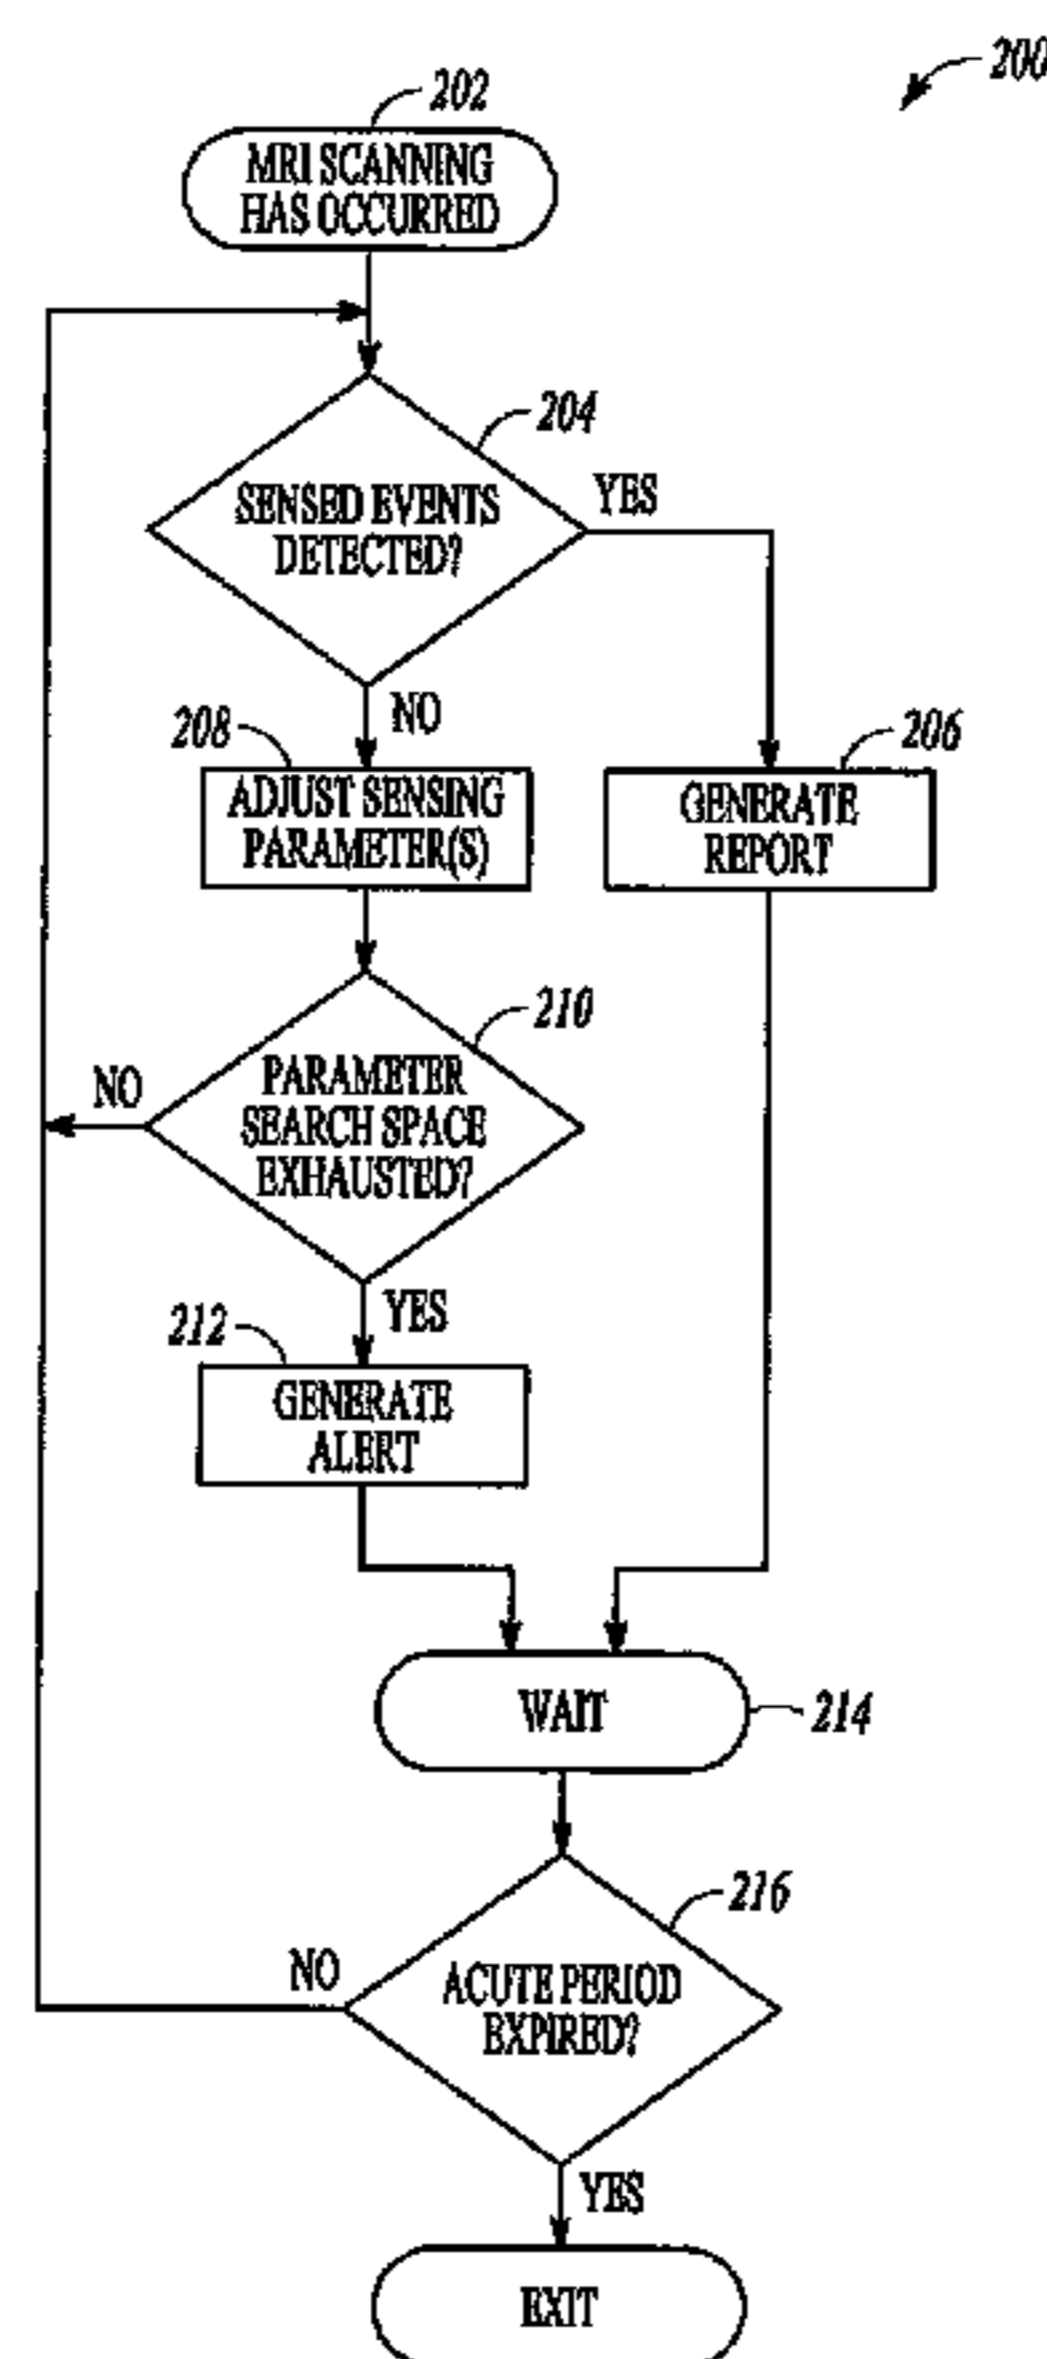 200
202
MRI SCANNING
HAS OCCURRED
204
SENSED EVENTS
DETECTED?
YES
NO
208
ADJUST SENSING
PARAMETER(S)
206
GENERATE
REPORT
210
NO
PARAMETER
SEARCH SPACE
EXHAUSTED?
YES
212
GENERATE
ALERT
WAIT
214
216
NO
ACUTE PERIOD
EXPIRED?
YES
EXIT